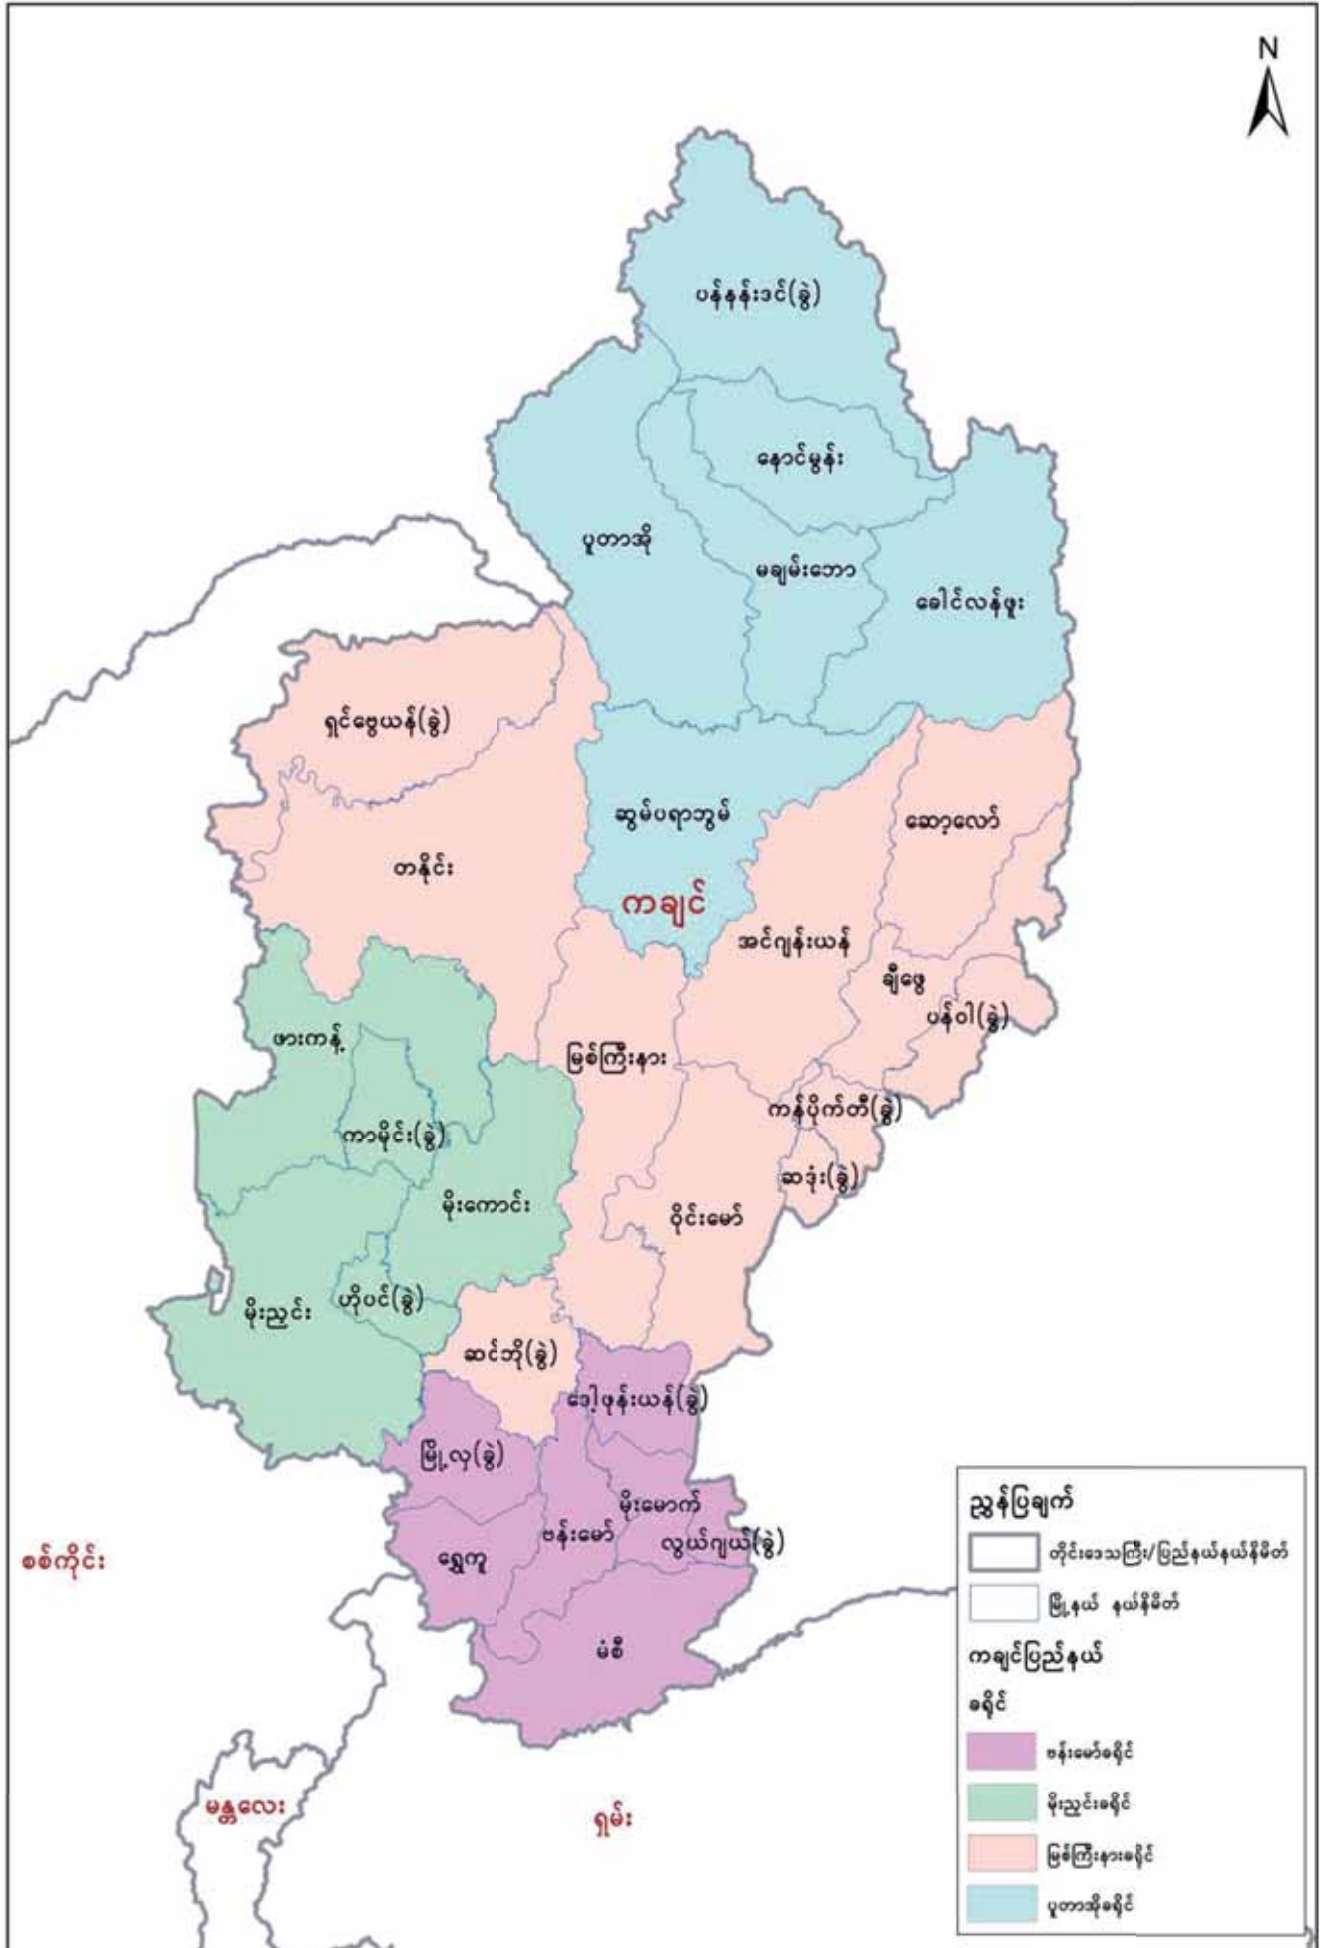 N
ပန်နန်းဒင်(ခွဲ)
နောင်မွန်း
ပူတာအို
မချမ်းဘော
ခေါင်လန်ဖူး
ရှင်ဗွေယန်(ခွဲ)
ဆွမ်ပရာဘွမ်
ဆော့လော်
တနိုင်း
ကချင်
အင်ဂျန်းယန်
ချီဖွေ
ပန်ဝါ(ခွဲ)
ဖားကန့်
မြစ်ကြီးနား
ကန်ပိုက်တီ(ခွဲ)
ကာမိုင်း(ခွဲ)
ဆဒုံး(ခွဲ)
မိုးကောင်း
ဝိုင်းမော်
ဟိုပင်(ခွဲ)
မိုးညှင်း
ဆင်ဘို(ခွဲ)
ဒေါ့ဖုန်းယန်(ခွဲ)
မြို့လှ(ခွဲ)
မိုးမောက်
ဗန်းမော်
လွယ်ဂျယ်(ခွဲ)
ရွှေကူ
စစ်ကိုင်း
မံစီ
မန္တလေး
ရှမ်း
ညွှန်ပြချက်
တိုင်းဒေသကြီး/ပြည်နယ်နယ်နိမိတ်
မြို့နယ် နယ်နိမိတ်
ကချင်ပြည်နယ်
ခရိုင်
ဗန်းမော်ခရိုင်
မိုးညှင်းခရိုင်
မြစ်ကြီးနားခရိုင်
ပူတာအိုခရိုင်